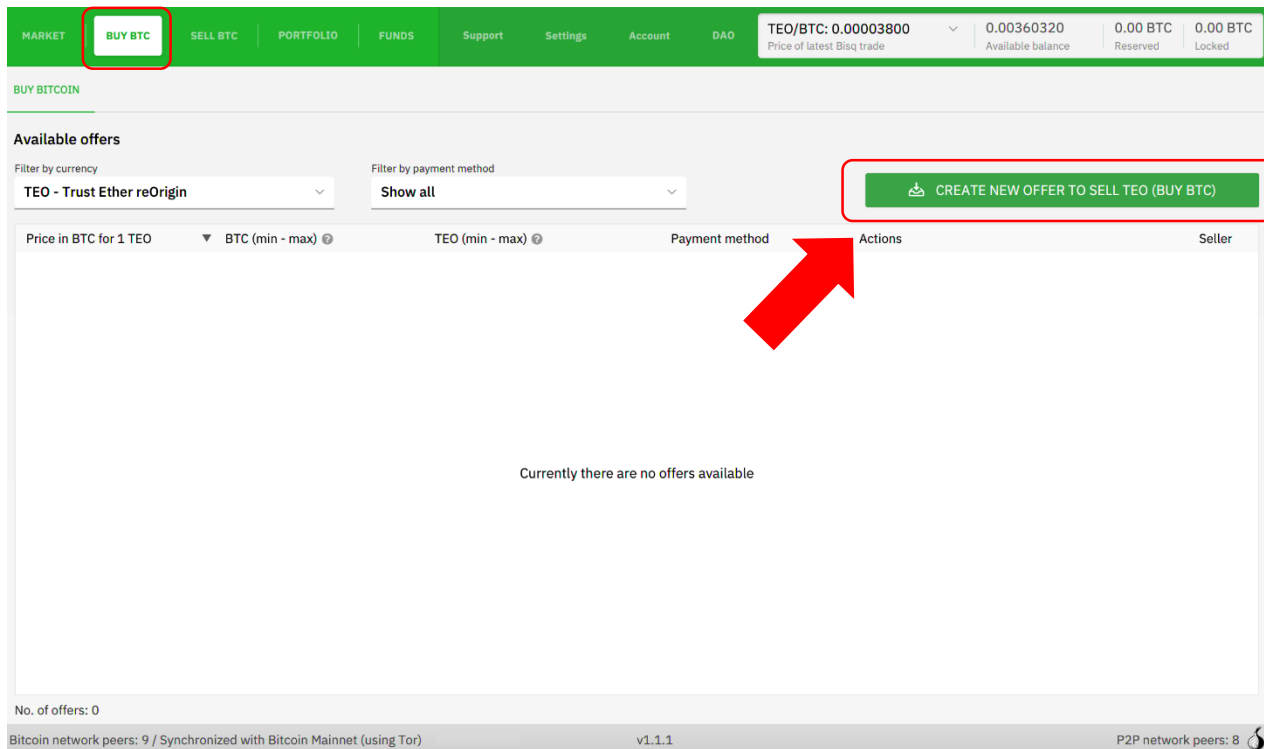 MARKET BUY BTC SELL BTC PORTFOLIO FUNDS Support Settings Account DAO TEO/BTC: 0.00003800 0.00360320 0.00 BTC 0.00 BTC
Price of latest Bisq trade Available balance Reserved Locked
BUY BITCOIN
Available offers
Filter by currency Filter by payment method
TEO - Trust Ether reOrigin Show all CREATE NEW OFFER TO SELL TEO (BUY BTC)
Price in BTC for 1 TEO BTC (min - max) TEO (min - max) Payment method Actions Seller
Currently there are no offers available
No. of offers: 0
Bitcoin network peers: 9 / Synchronized with Bitcoin Mainnet (using Tor) v1.1.1 P2P network peers: 8